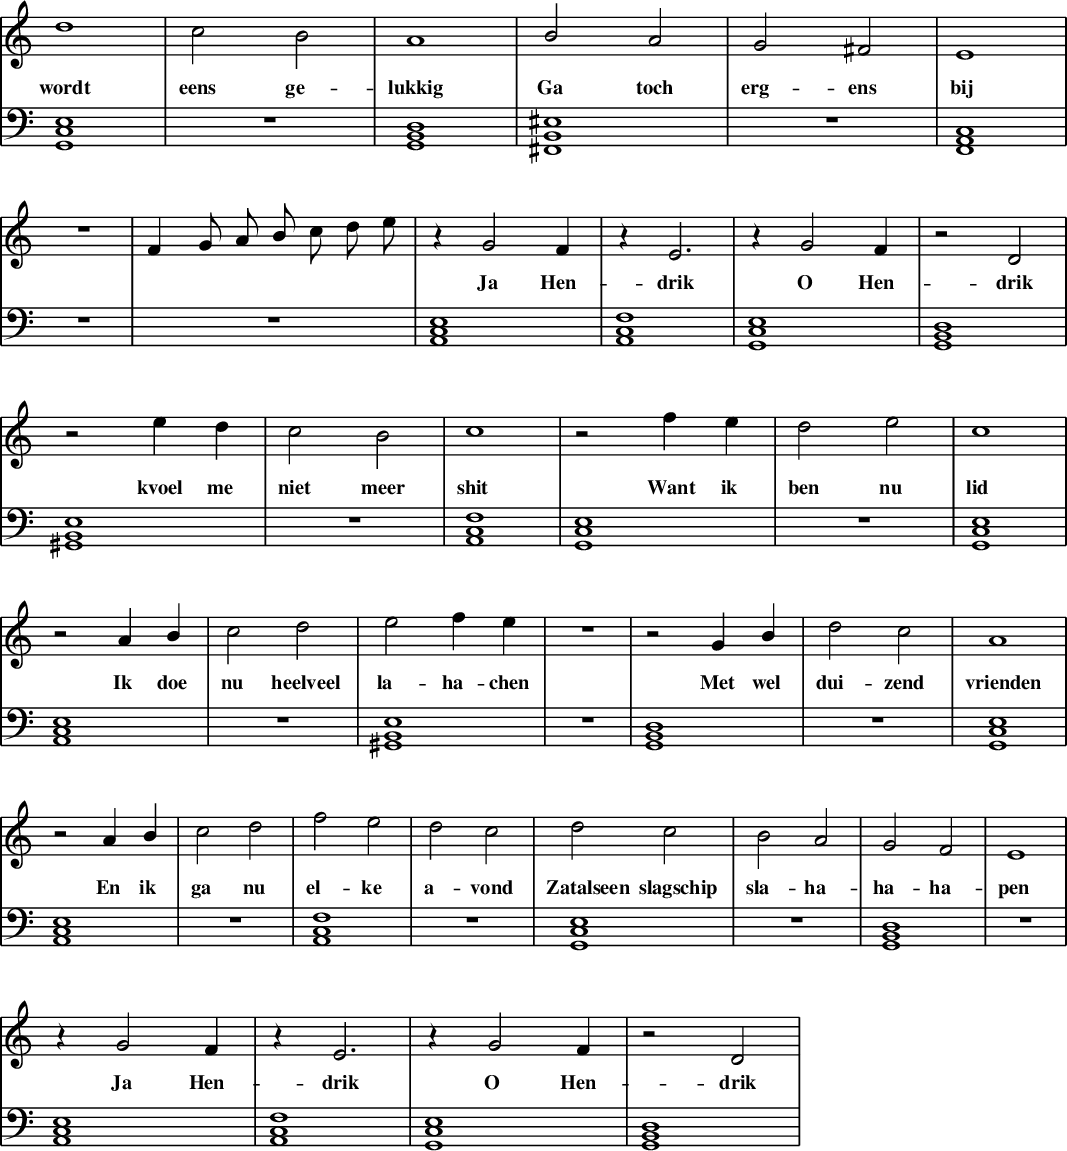 wordt eens ge - lukkig Ga toch erg - ens bij
Ja Hen - drik O Hen - drik
kvoel me niet meer shit Want ik ben nu lid
Ik doe nu heelveel la - ha - chen Met wel dui - zend vrienden
En ik ga nu el - ke a - vond Zatalseen slagschip sla - ha - ha - ha - pen
Ja Hen - drik O Hen - drik